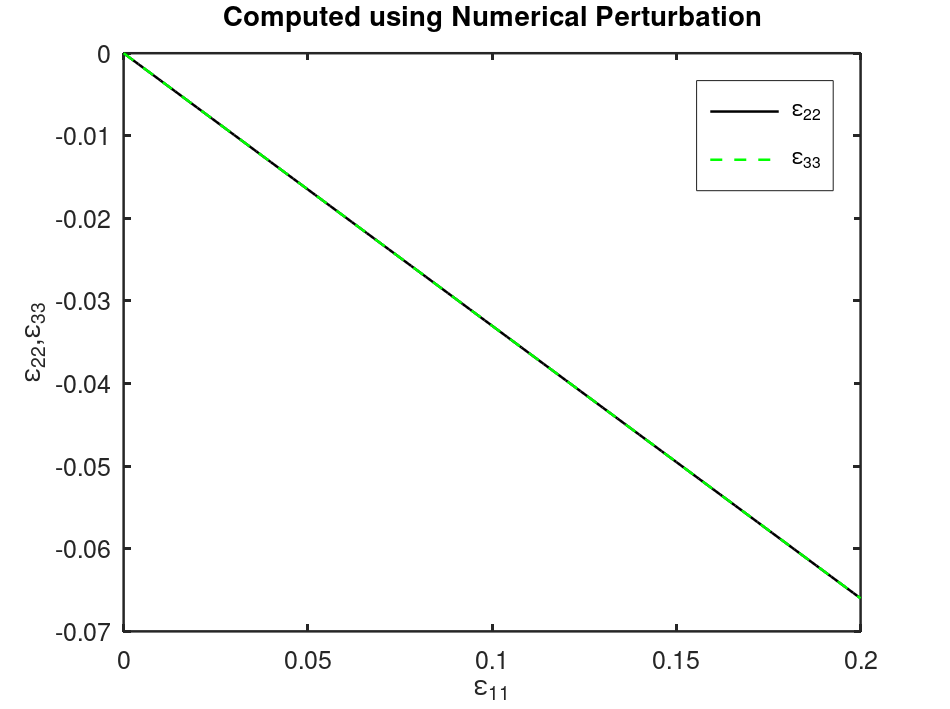 Computed using Numerical Perturbation
0
-0.01
-0.02
-0.03
-0.04
-0.05
-0.06
-0.07
ε22,ε33
ε22
ε33
0 0.05 0.1 0.15 0.2
ε11